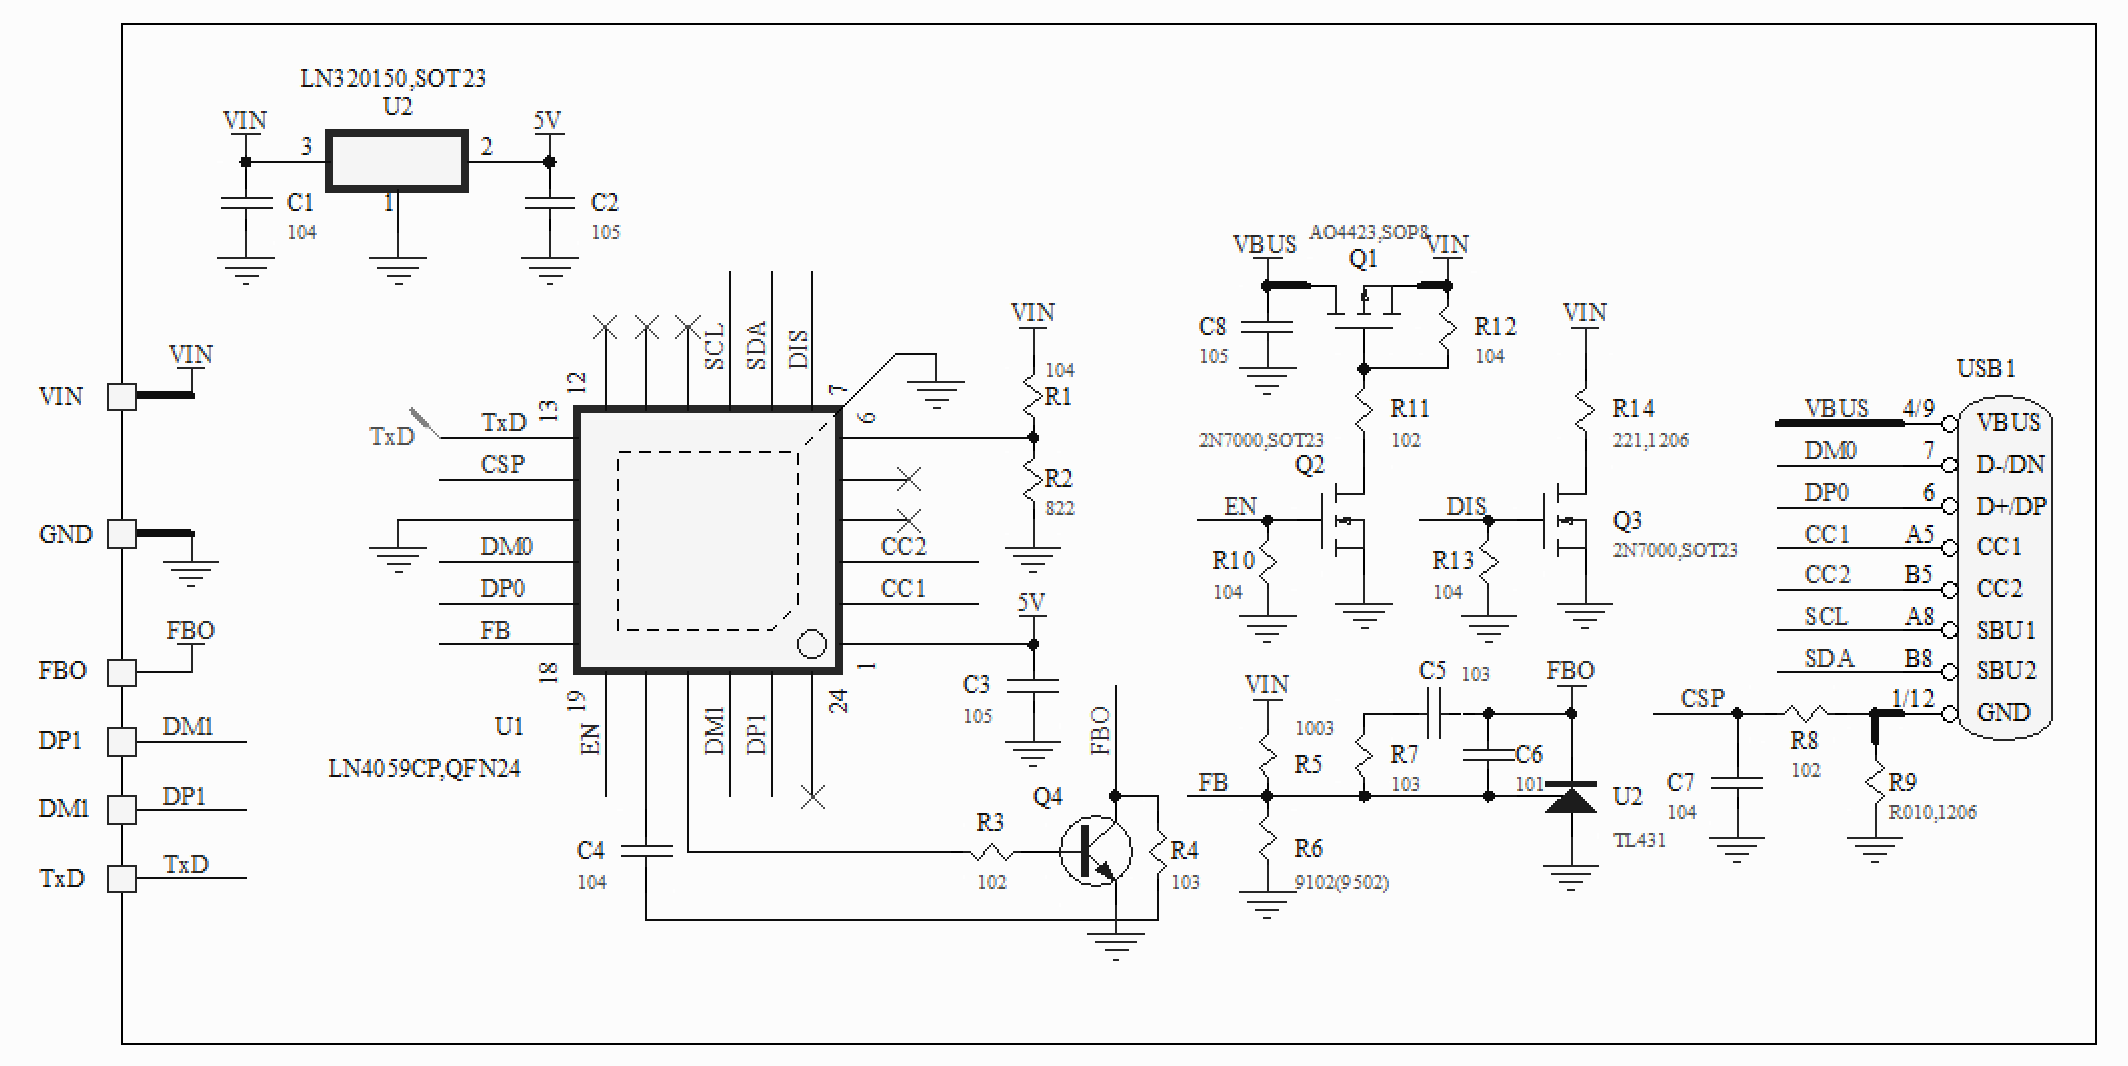 LN320150,SOT23
U2
VIN
3
2
5V
1
C1
104
C2
105
VIN
VIN
GND
FBO
FBO
DP1
DM1
DM1
DP1
TxD
TxD
12
SCL
SDA
DIS
7
13
6
TxD
TxD
CSP
DM0
DP0
FB
CC2
CC1
18
19
1
24
EN
DM1
DP1
U1
LN4059CP,QFN24
VIN
104
R1
R2
822
5V
C3
105
FBO
Q4
R3
102
R4
103
C4
104
VBUS
AO4423,SOP8
Q1
VIN
C8
105
R12
104
R11
102
2N7000,SOT23
Q2
EN
R10
104
VIN
R14
221,1206
DIS
Q3
2N7000,SOT23
R13
104
VIN
1003
R5
FB
R6
9102(9502)
C5
103
R7
103
C6
101
FBO
U2
TL431
USB1
VBUS 4/9 VBUS
DM0 7 D-/DN
DP0 6 D+/DP
CC1 A5 CC1
CC2 B5 CC2
SCL A8 SBU1
SDA B8 SBU2
CSP 1/12 GND
R8
102
C7
104
R9
R010,1206